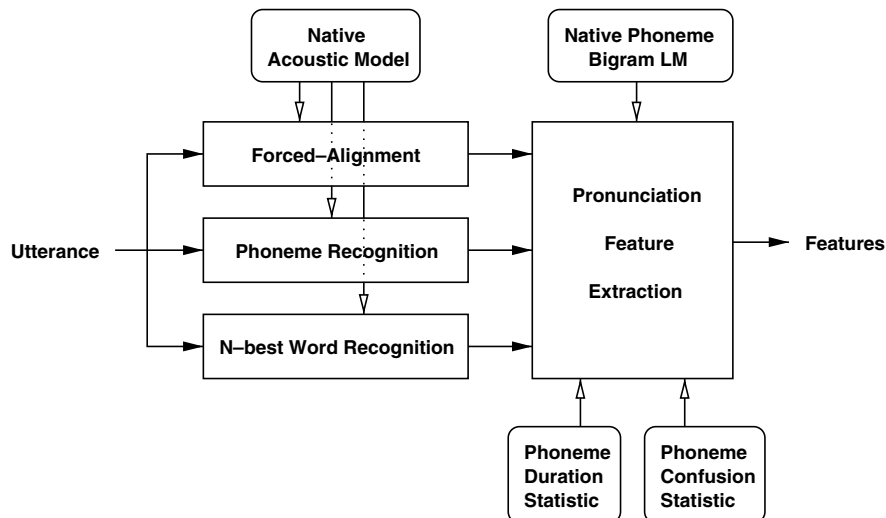 Native
Acoustic Model
Native Phoneme
Bigram LM
Forced–Alignment
Pronunciation
Feature
Extraction
Utterance
Phoneme Recognition
Features
N–best Word Recognition
Phoneme
Duration
Statistic
Phoneme
Confusion
Statistic